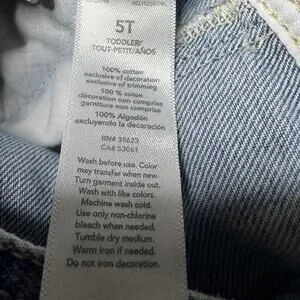 5T
TODDLER/
TOUT-PETIT/AÑOS
100% cotton
exclusive of decoration
exclusive of trimming
100 % coton
décoration non comprise
garniture non comprise
100% Algodón
excluyendo la decoración
RN# 35623
CA# 53061
Wash before use. Color
may transfer when new.
Turn garment inside out.
Wash with like colors.
Machine wash cold.
Use only non-chlorine
bleach when needed.
Tumble dry medium.
Warm iron if needed.
Do not iron decoration.